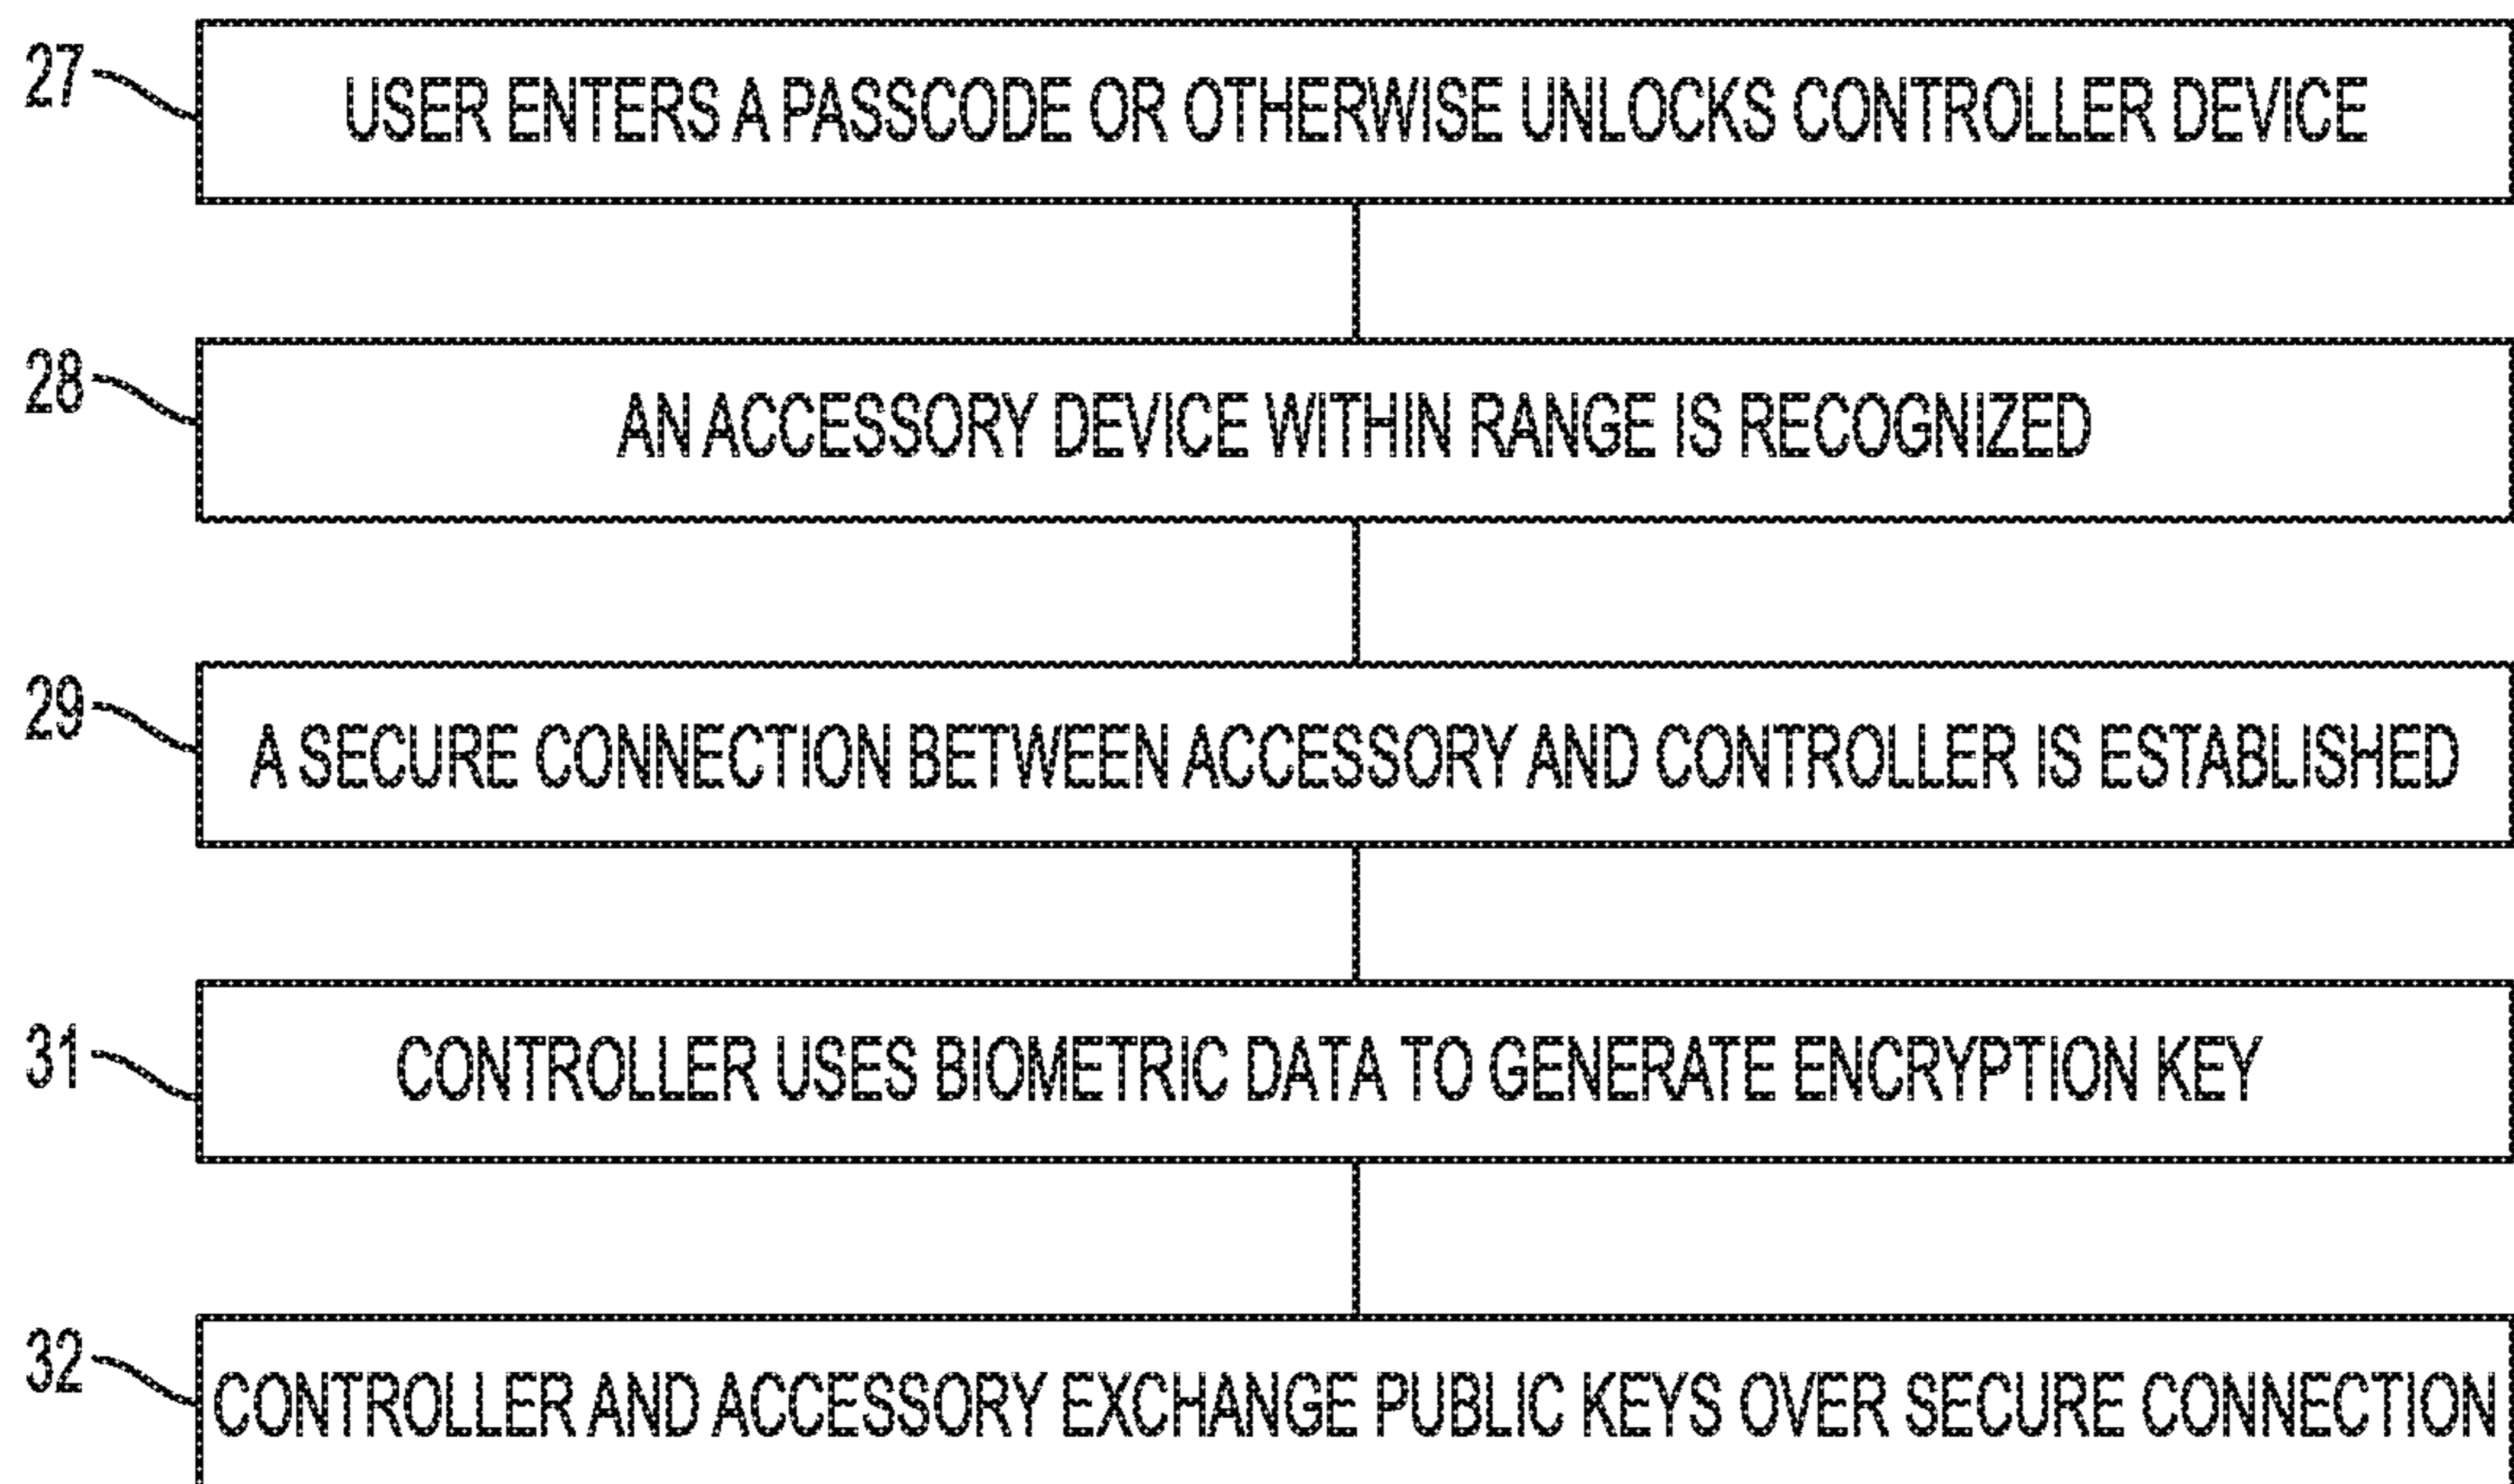 27 USER ENTERS A PASSCODE OR OTHERWISE UNLOCKS CONTROLLER DEVICE
28 AN ACCESSORY DEVICE WITHIN RANGE IS RECOGNIZED
29 A SECURE CONNECTION BETWEEN ACCESSORY AND CONTROLLER IS ESTABLISHED
31 CONTROLLER USES BIOMETRIC DATA TO GENERATE ENCRYPTION KEY
32 CONTROLLER AND ACCESSORY EXCHANGE PUBLIC KEYS OVER SECURE CONNECTION